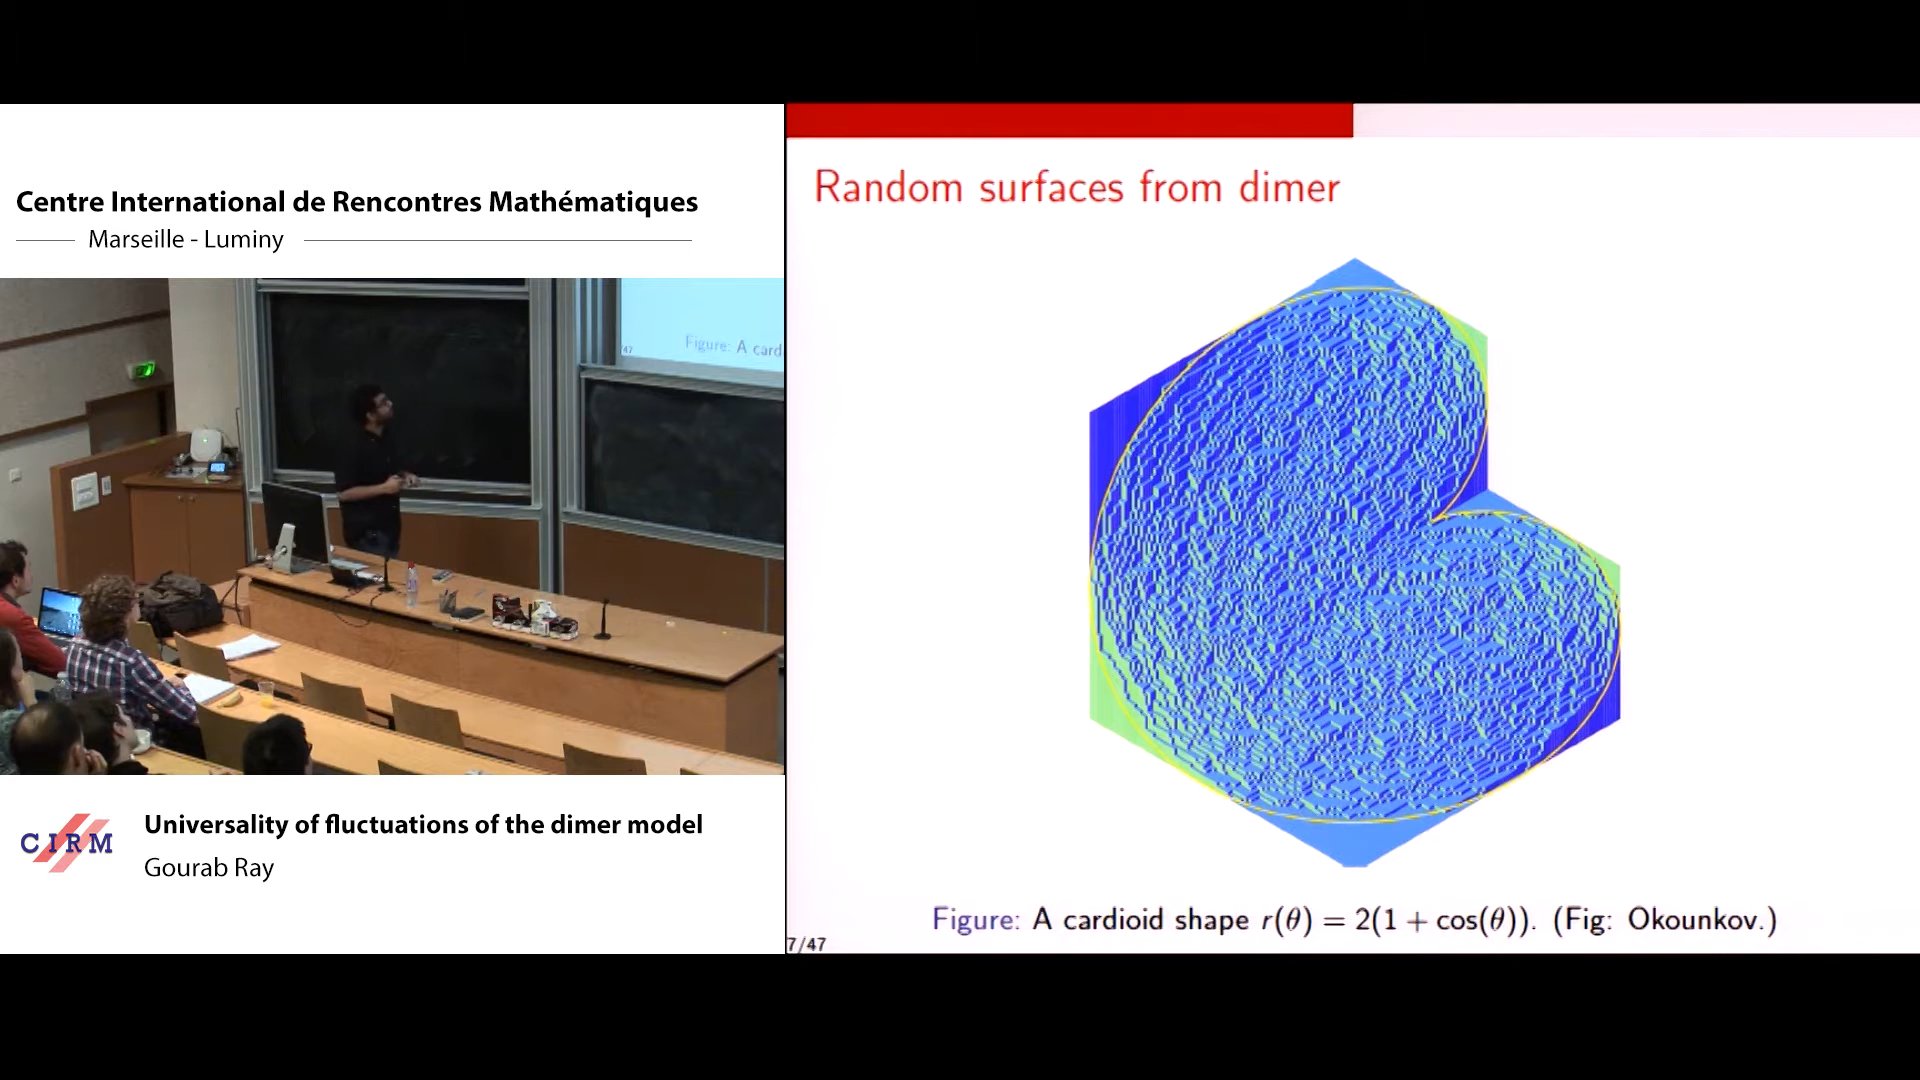 Centre International de Rencontres Mathématiques
Marseille - Luminy
47
Figure: A card
CIRM
Universality of fluctuations of the dimer model
Gourab Ray
Random surfaces from dimer
Figure: A cardioid shape r(θ) = 2(1 + cos(θ)). (Fig: Okounkov.)
7/47